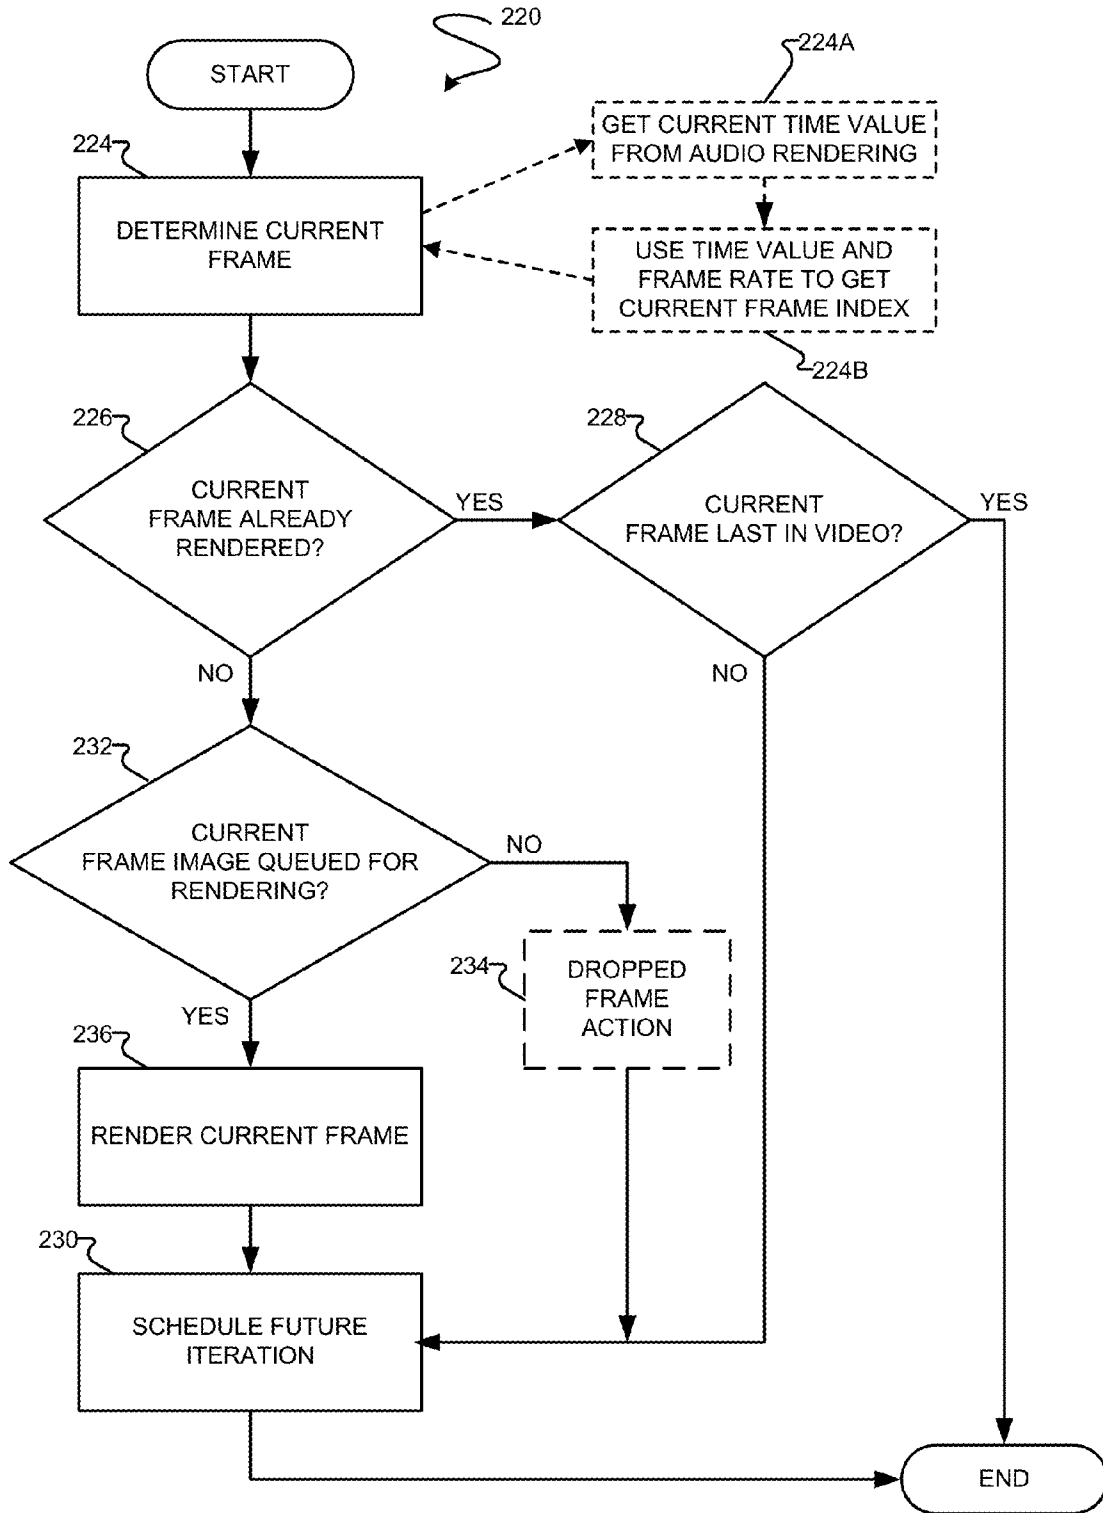 220
START
224A
GET CURRENT TIME VALUE
FROM AUDIO RENDERING
224
DETERMINE CURRENT
FRAME
USE TIME VALUE AND
FRAME RATE TO GET
CURRENT FRAME INDEX
224B
226
CURRENT
FRAME ALREADY
RENDERED?
YES
NO
228
CURRENT
FRAME LAST IN VIDEO?
YES
NO
232
CURRENT
FRAME IMAGE QUEUED FOR
RENDERING?
NO
YES
234
DROPPED
FRAME
ACTION
236
RENDER CURRENT FRAME
230
SCHEDULE FUTURE
ITERATION
END